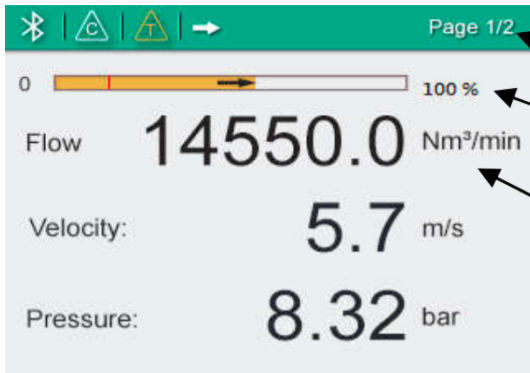 C T Page 1/2
0 100 %
Flow 14550.0 Nm³/min
Velocity: 5.7 m/s
Pressure: 8.32 bar